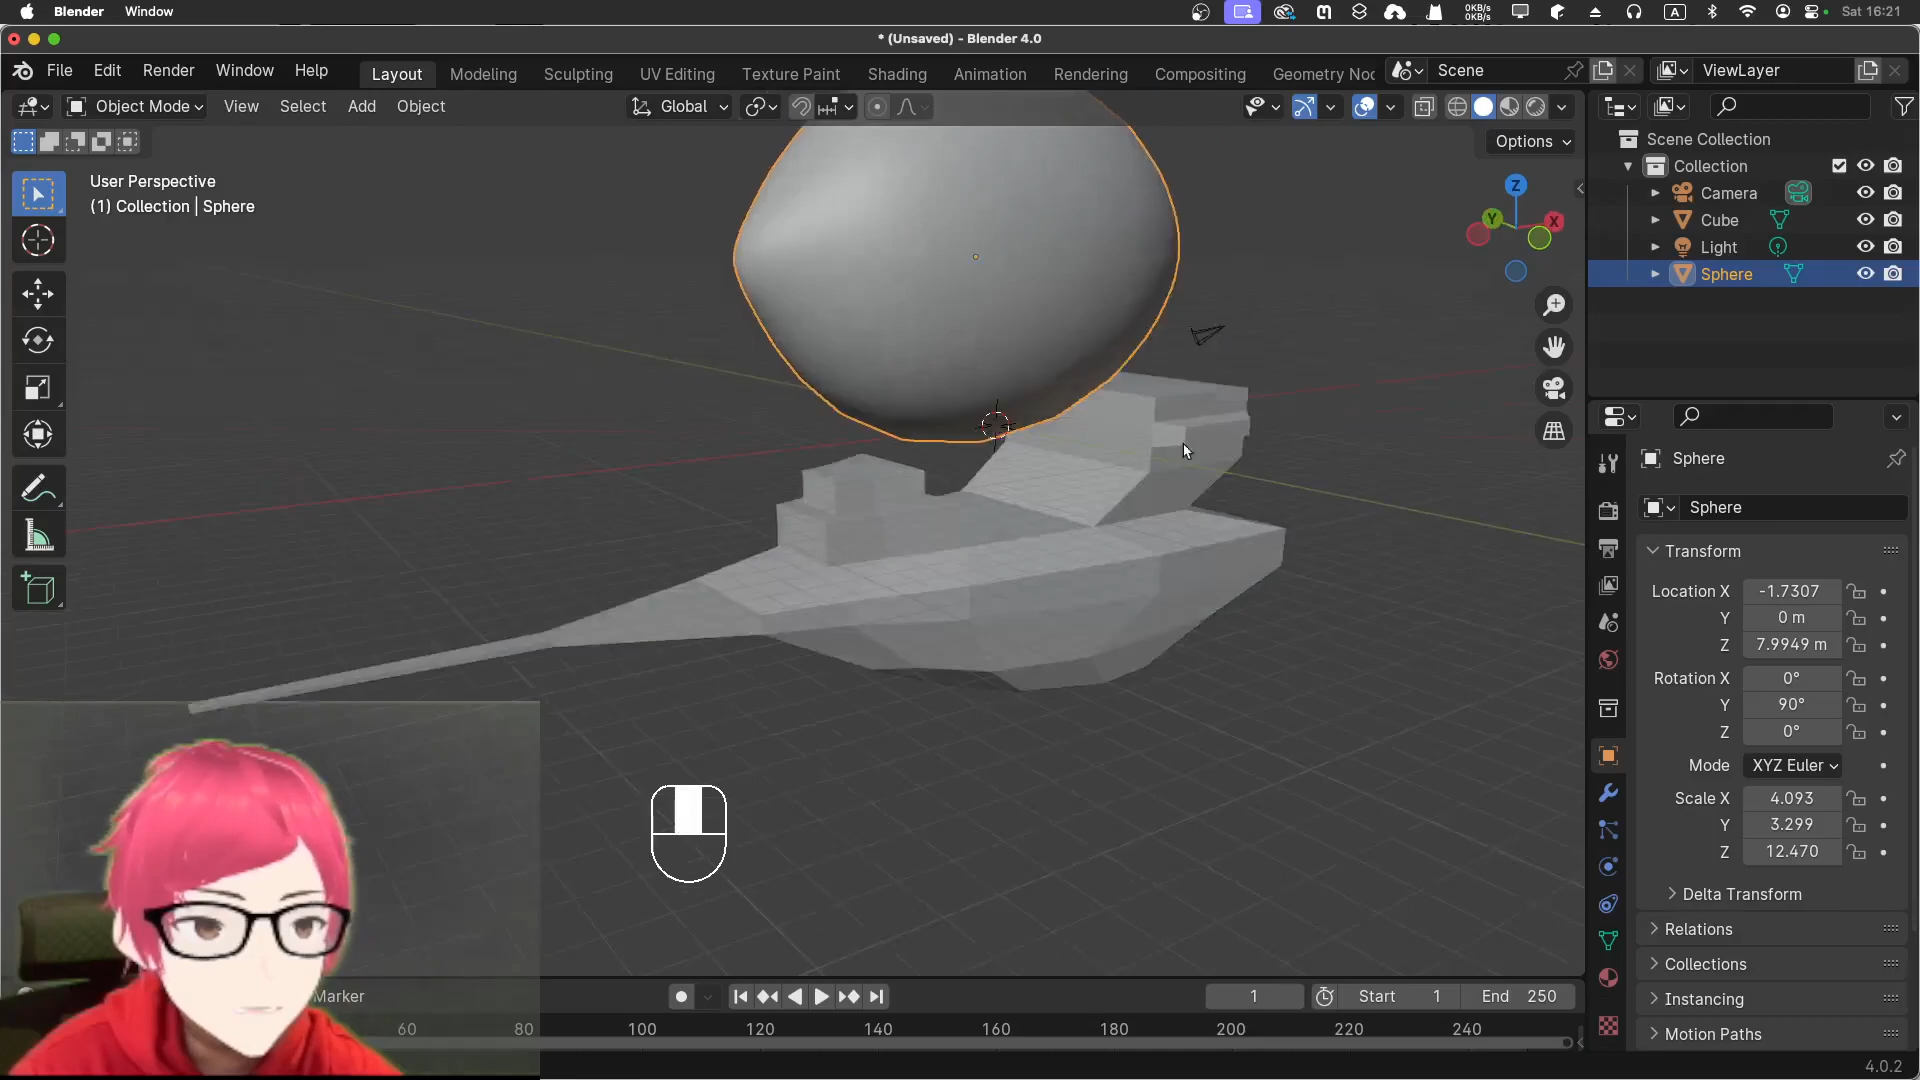 Blender Window
0KB/s
0KB/s
A
Sat 16:21
* (Unsaved) - Blender 4.0
File Edit Render Window Help
Layout Modeling Sculpting UV Editing Texture Paint Shading Animation Rendering Compositing Geometry Noc
Scene
ViewLayer
Object Mode View Select Add Object
Global
Options
User Perspective
(1) Collection | Sphere
Z
Y
X
Scene Collection
Collection
Camera
Cube
Light
Sphere
Sphere
Sphere
Transform
Location X -1.7307
Y 0 m
Z 7.9949 m
Rotation X 0°
Y 90°
Z 0°
Mode XYZ Euler
Scale X 4.093
Y 3.299
Z 12.470
Delta Transform
Relations
Collections
Instancing
Motion Paths
Marker
1
Start 1
End 250
60 80 100 120 140 160 180 200 220 240
4.0.2